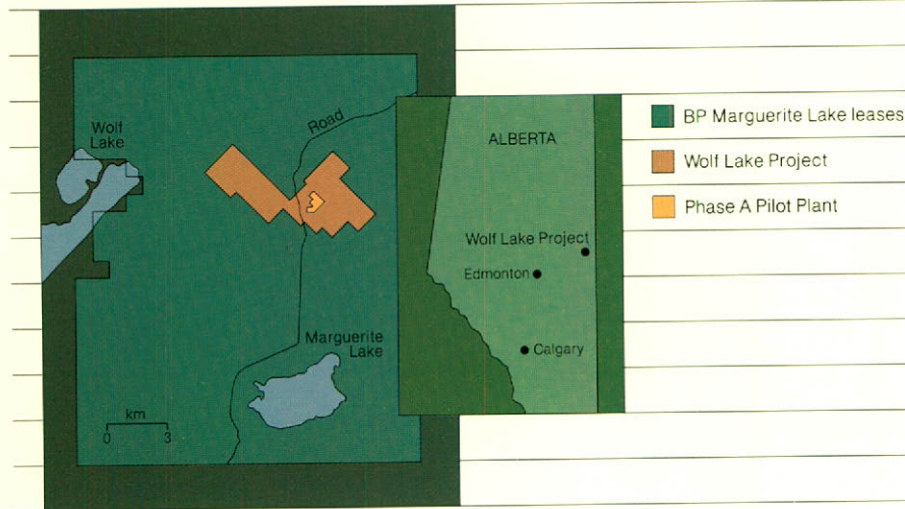 Wolf
Lake
Road
Marguerite
Lake
km
0 3
ALBERTA
Wolf Lake Project
Edmonton
Calgary
BP Marguerite Lake leases
Wolf Lake Project
Phase A Pilot Plant